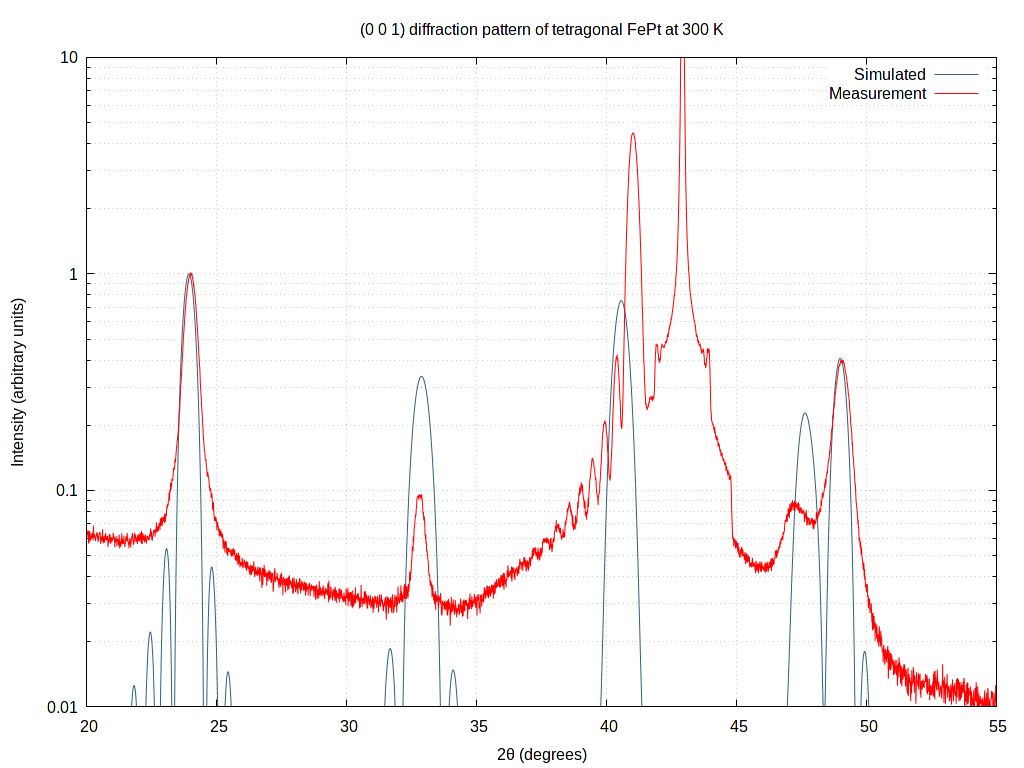 (0 0 1) diffraction pattern of tetragonal FePt at 300 K
Simulated
Measurement
Intensity (arbitrary units)
10
1
0.1
0.01
20 25 30 35 40 45 50 55
2θ (degrees)